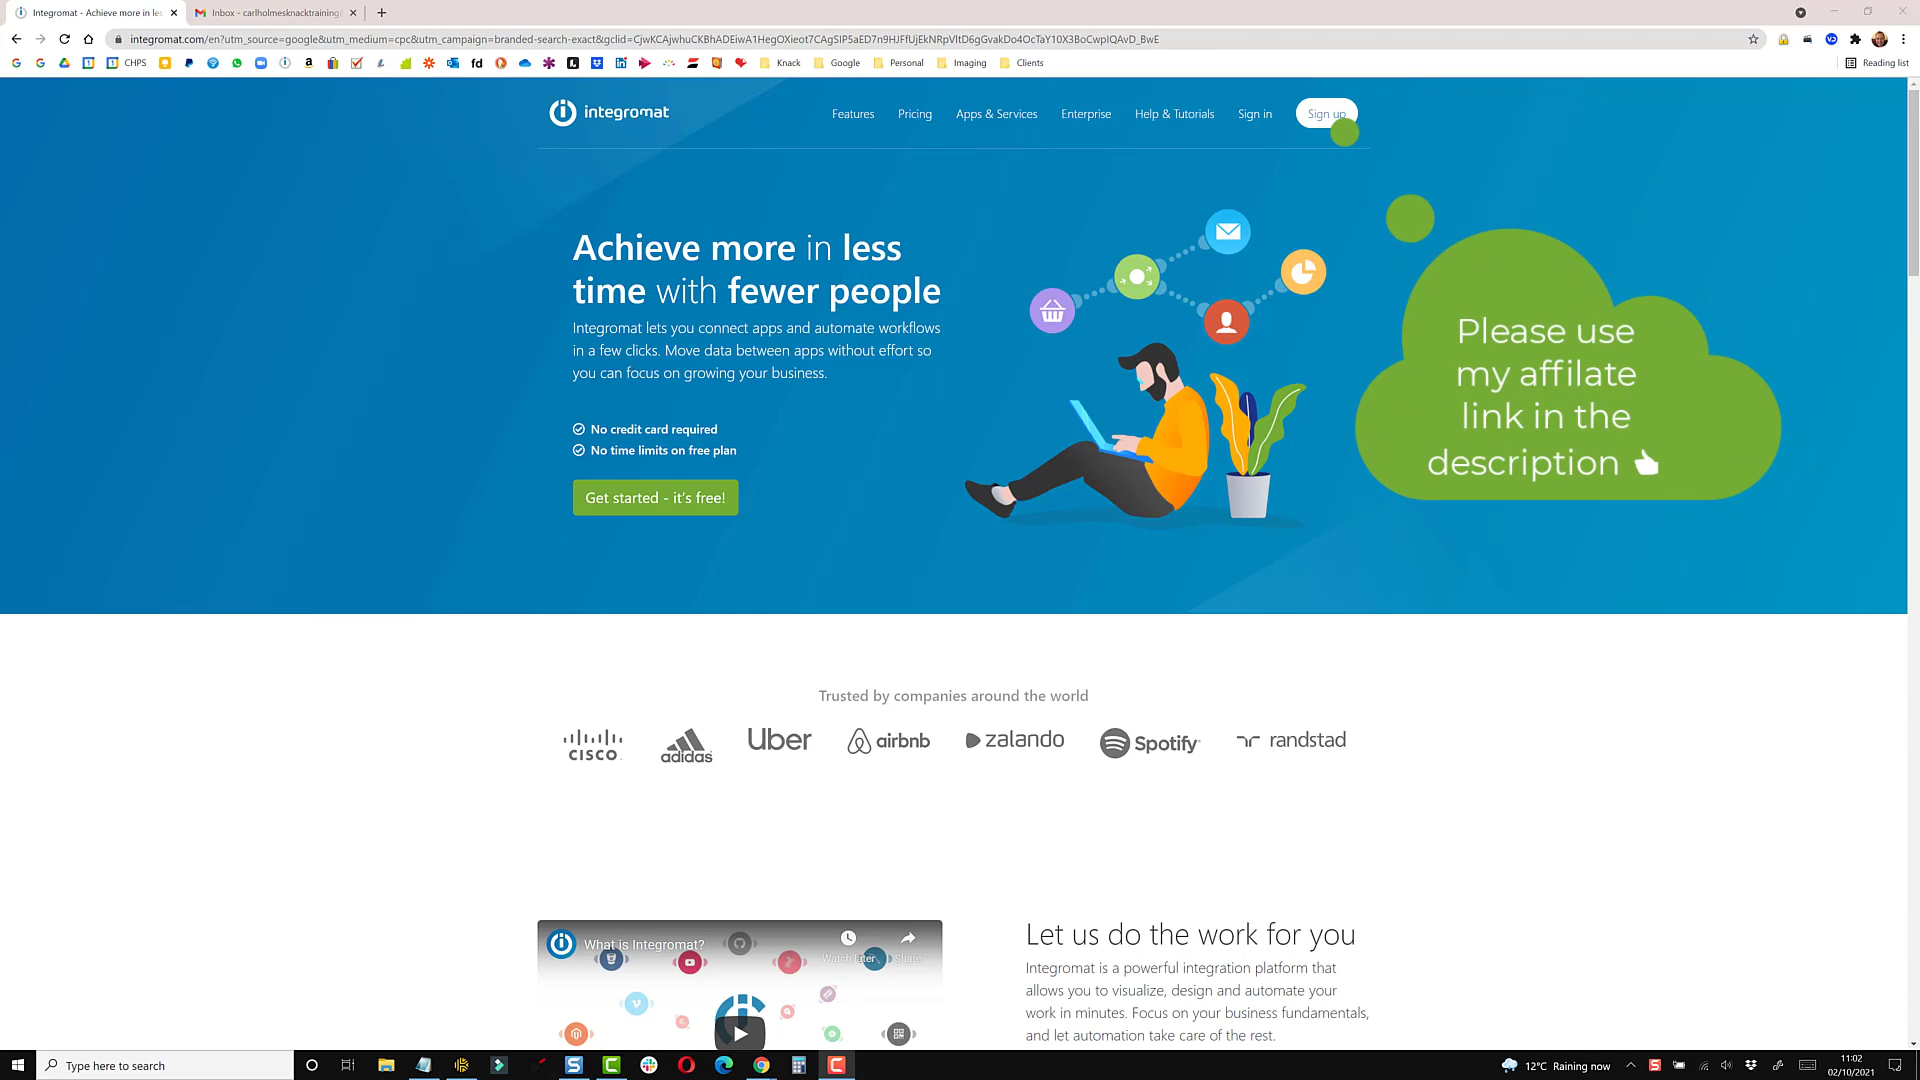 Integromat - Achieve more in les
Inbox - carlholmesknacktraining
integromat.com/en?utm_source=google&utm_medium=cpc&utm_campaign=branded-search-exact&gclid=CjwKCAjwhuCKBhADEiwA1HegOXieot7CAgSIP5aED7n9HJFfUjEkNRpVltD6gGvakDo4OcTaY10X3BoCwpIQAvD_BwE
CHPS
Knack
Google
Personal
Imaging
Clients
Reading list
integromat
Features
Pricing
Apps & Services
Enterprise
Help & Tutorials
Sign in
Sign up
Achieve more in less
time with fewer people
Integromat lets you connect apps and automate workflows
in a few clicks. Move data between apps without effort so
you can focus on growing your business.
No credit card required
No time limits on free plan
Get started - it's free!
Please use
my affilate
link in the
description
Trusted by companies around the world
CISCO
adidas
Uber
airbnb
zalando
Spotify
randstad
What is Integromat?
Watch later
Share
Let us do the work for you
Integromat is a powerful integration platform that
allows you to visualize, design and automate your
work in minutes. Focus on your business fundamentals,
and let automation take care of the rest.
Type here to search
12°C Raining now
11:02
02/10/2021